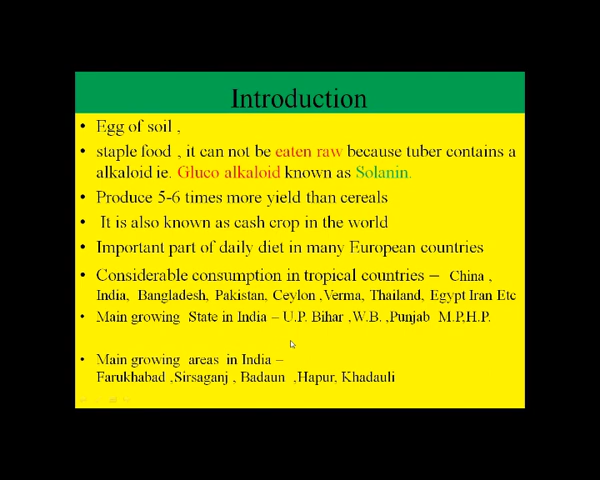 Introduction
• Egg of soil ,
• staple food , it can not be eaten raw because tuber contains a
alkaloid ie. Gluco alkaloid known as Solanin.
• Produce 5-6 times more yield than cereals
• It is also known as cash crop in the world
• Important part of daily diet in many European countries
• Considerable consumption in tropical countries – China ,
India, Bangladesh, Pakistan, Ceylon ,Verma, Thailand, Egypt Iran Etc
• Main growing State in India – U.P. Bihar ,W.B. ,Punjab M.P,H.P.
• Main growing areas in India –
Farukhabad ,Sirsaganj , Badaun ,Hapur, Khadauli